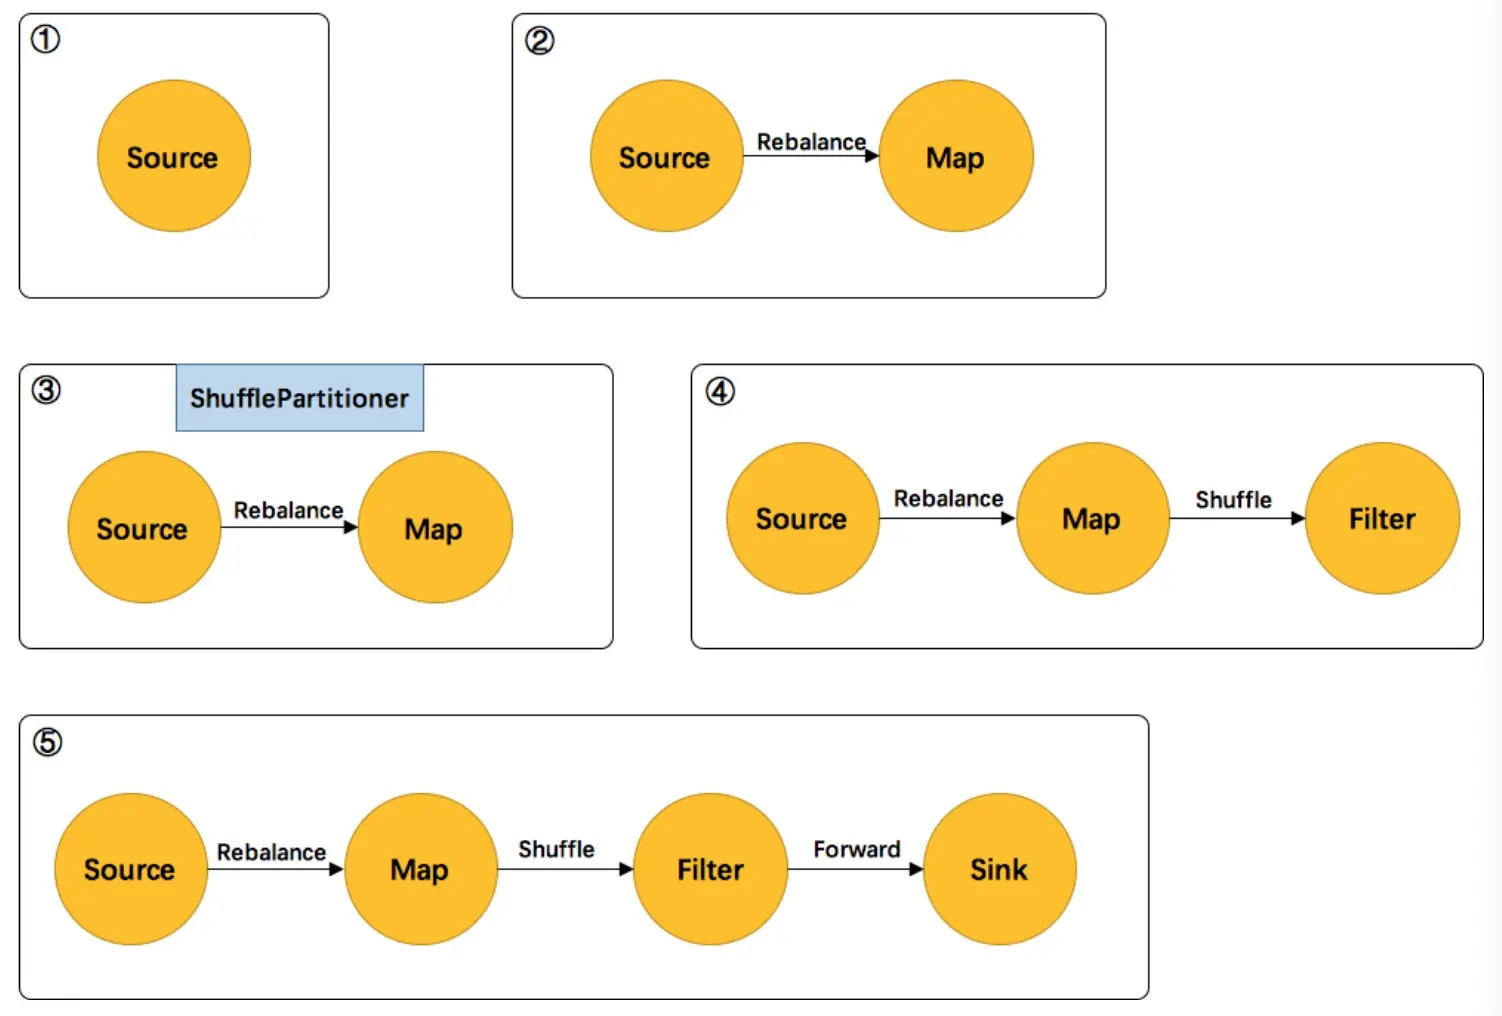 ①
Source
②
Source
Rebalance
Map
③
ShufflePartitioner
Source
Rebalance
Map
④
Source
Rebalance
Map
Shuffle
Filter
⑤
Source
Rebalance
Map
Shuffle
Filter
Forward
Sink